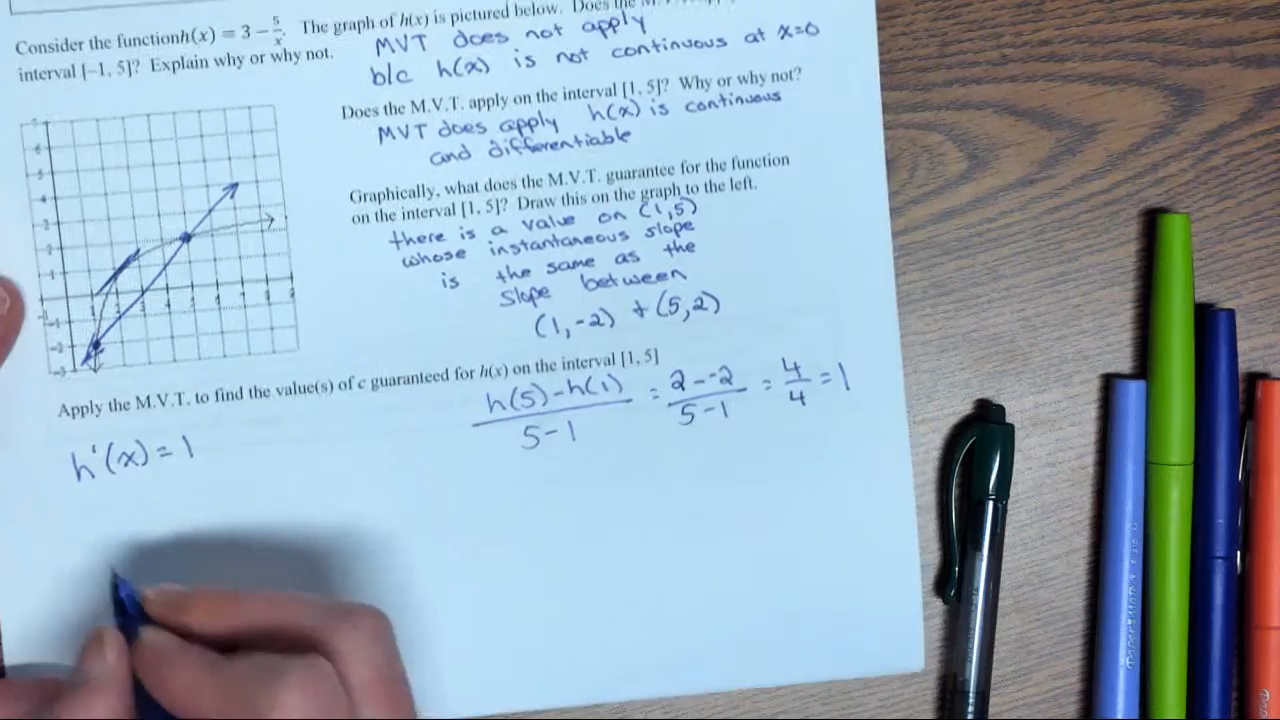 Consider the functionh(x) = 3 − 5/x. The graph of h(x) is pictured below. Does the M.V.T.
interval [−1, 5]? Explain why or why not.
MVT does not apply
b/c h(x) is not continuous at x=0
Does the M.V.T. apply on the interval [1, 5]? Why or why not?
MVT does apply h(x) is continuous
and differentiable
Graphically, what does the M.V.T. guarantee for the function
on the interval [1, 5]? Draw this on the graph to the left.
there is a value on (1,5)
whose instantaneous slope
is the same as the
slope between
(1,-2) + (5,2)
Apply the M.V.T. to find the value(s) of c guaranteed for h(x) on the interval [1, 5]
h(5)-h(1)/5-1 = 2--2/5-1 = 4/4 = 1
h'(x) = 1